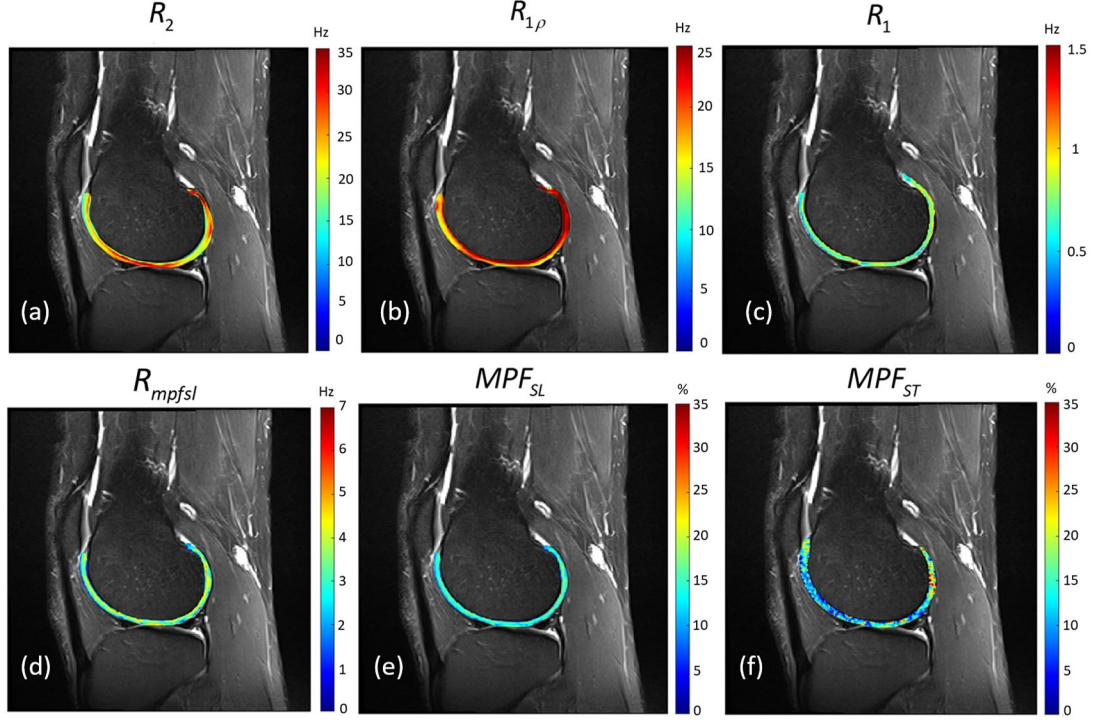 R2 R1ρ R1
Hz Hz Hz
35 25 1.5
30
25 20
20 15 1
15 10 0.5
10
5 5
0 0 0
(a) (b) (c)
Rmpfsl MPFSL MPFST
Hz % %
7 35 35
6 30 30
5 25 25
4 20 20
3 15 15
2 10 10
1 5 5
0 0 0
(d) (e) (f)